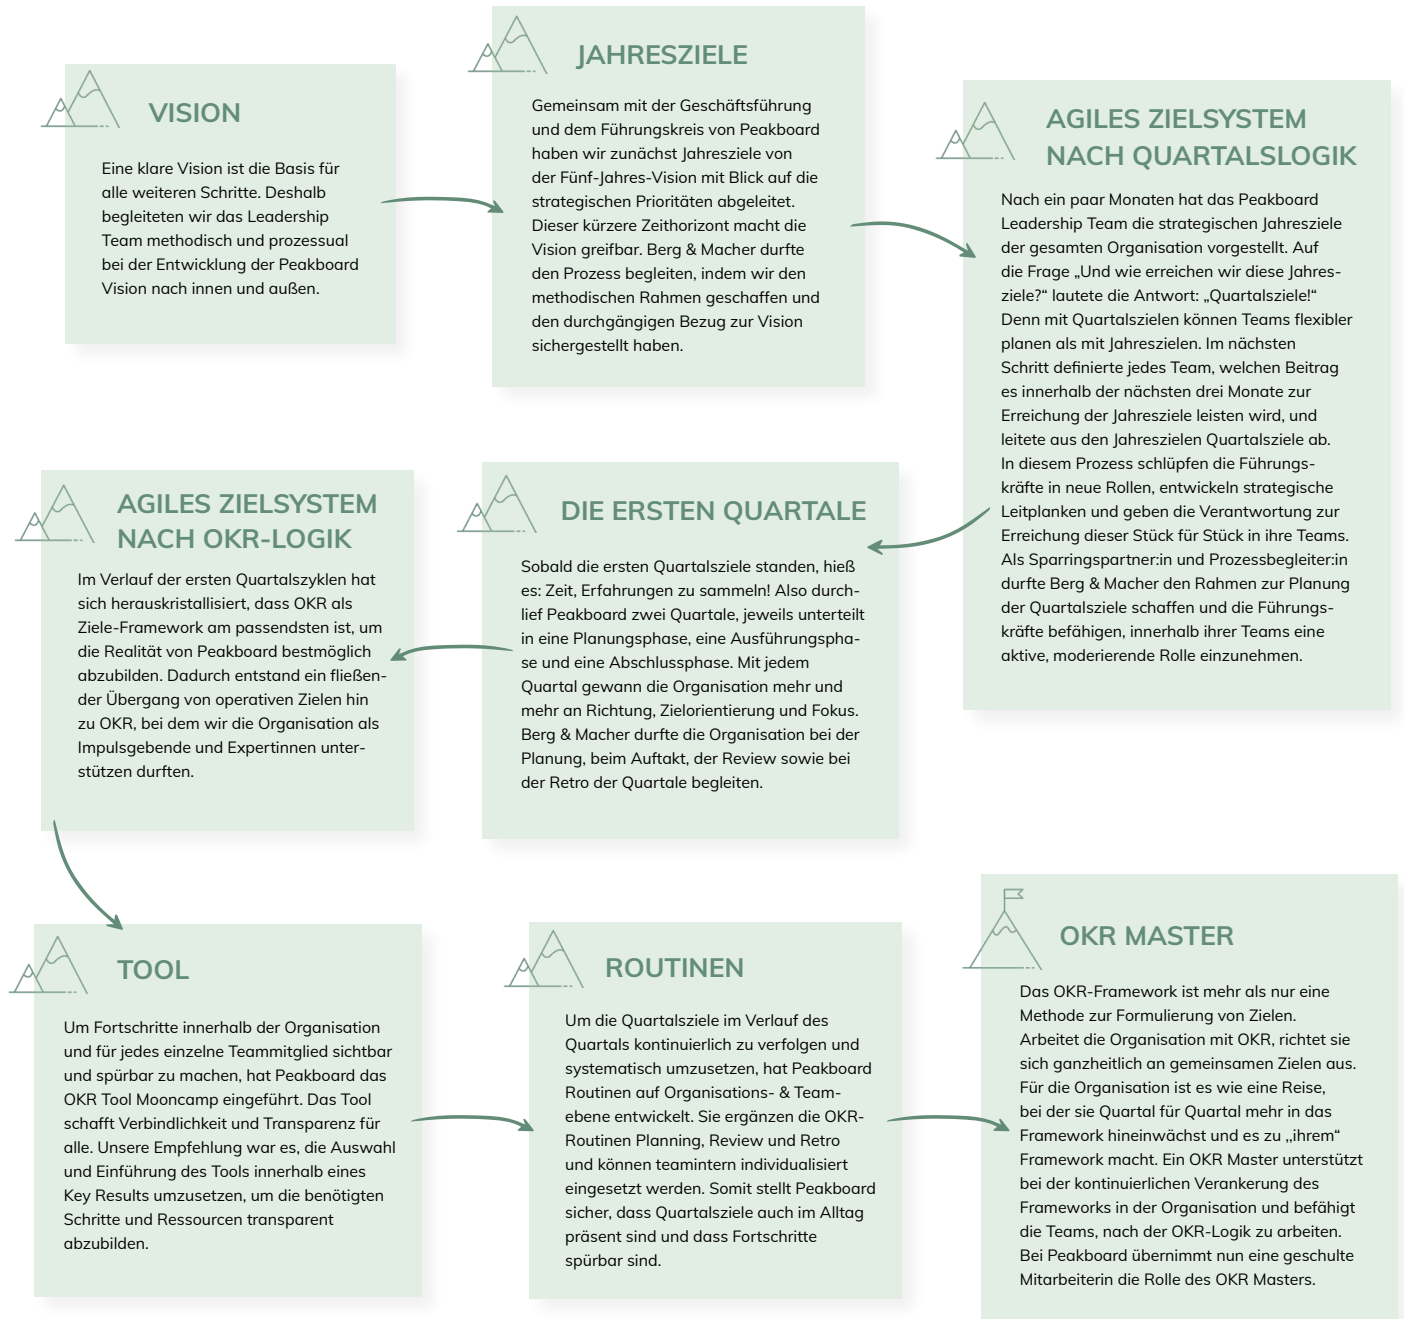 VISION
Eine klare Vision ist die Basis für
alle weiteren Schritte. Deshalb
begleiteten wir das Leadership
Team methodisch und prozessual
bei der Entwicklung der Peakboard
Vision nach innen und außen.
JAHRESZIELE
Gemeinsam mit der Geschäftsführung
und dem Führungskreis von Peakboard
haben wir zunächst Jahresziele von
der Fünf-Jahres-Vision mit Blick auf die
strategischen Prioritäten abgeleitet.
Dieser kürzere Zeithorizont macht die
Vision greifbar. Berg & Macher durfte
den Prozess begleiten, indem wir den
methodischen Rahmen geschaffen und
den durchgängigen Bezug zur Vision
sichergestellt haben.
AGILES ZIELSYSTEM
NACH QUARTALSLOGIK
Nach ein paar Monaten hat das Peakboard
Leadership Team die strategischen Jahresziele
der gesamten Organisation vorgestellt. Auf
die Frage „Und wie erreichen wir diese Jahres-
ziele?“ lautete die Antwort: „Quartalsziele!“
Denn mit Quartalszielen können Teams flexibler
planen als mit Jahreszielen. Im nächsten
Schritt definierte jedes Team, welchen Beitrag
es innerhalb der nächsten drei Monate zur
Erreichung der Jahresziele leisten wird, und
leitete aus den Jahreszielen Quartalsziele ab.
In diesem Prozess schlüpfen die Führungs-
kräfte in neue Rollen, entwickeln strategische
Leitplanken und geben die Verantwortung zur
Erreichung dieser Stück für Stück in ihre Teams.
Als Sparringspartner:in und Prozessbegleiter:in
durfte Berg & Macher den Rahmen zur Planung
der Quartalsziele schaffen und die Führungs-
kräfte befähigen, innerhalb ihrer Teams eine
aktive, moderierende Rolle einzunehmen.
DIE ERSTEN QUARTALE
Sobald die ersten Quartalsziele standen, hieß
es: Zeit, Erfahrungen zu sammeln! Also durch-
lief Peakboard zwei Quartale, jeweils unterteilt
in eine Planungsphase, eine Ausführungspha-
se und eine Abschlussphase. Mit jedem
Quartal gewann die Organisation mehr und
mehr an Richtung, Zielorientierung und Fokus.
Berg & Macher durfte die Organisation bei der
Planung, beim Auftakt, der Review sowie bei
der Retro der Quartale begleiten.
AGILES ZIELSYSTEM
NACH OKR-LOGIK
Im Verlauf der ersten Quartalszyklen hat
sich herauskristallisiert, dass OKR als
Ziele-Framework am passendsten ist, um
die Realität von Peakboard bestmöglich
abzubilden. Dadurch entstand ein fließen-
der Übergang von operativen Zielen hin
zu OKR, bei dem wir die Organisation als
Impulsgebende und Expertinnen unter-
stützen durften.
TOOL
Um Fortschritte innerhalb der Organisation
und für jedes einzelne Teammitglied sichtbar
und spürbar zu machen, hat Peakboard das
OKR Tool Mooncamp eingeführt. Das Tool
schafft Verbindlichkeit und Transparenz für
alle. Unsere Empfehlung war es, die Auswahl
und Einführung des Tools innerhalb eines
Key Results umzusetzen, um die benötigten
Schritte und Ressourcen transparent
abzubilden.
ROUTINEN
Um die Quartalsziele im Verlauf des
Quartals kontinuierlich zu verfolgen und
systematisch umzusetzen, hat Peakboard
Routinen auf Organisations- & Team-
ebene entwickelt. Sie ergänzen die OKR-
Routinen Planning, Review und Retro
und können teamintern individualisiert
eingesetzt werden. Somit stellt Peakboard
sicher, dass Quartalsziele auch im Alltag
präsent sind und dass Fortschritte
spürbar sind.
OKR MASTER
Das OKR-Framework ist mehr als nur eine
Methode zur Formulierung von Zielen.
Arbeitet die Organisation mit OKR, richtet sie
sich ganzheitlich an gemeinsamen Zielen aus.
Für die Organisation ist es wie eine Reise,
bei der sie Quartal für Quartal mehr in das
Framework hineinwächst und es zu ,,ihrem“
Framework macht. Ein OKR Master unterstützt
bei der kontinuierlichen Verankerung des
Frameworks in der Organisation und befähigt
die Teams, nach der OKR-Logik zu arbeiten.
Bei Peakboard übernimmt nun eine geschulte
Mitarbeiterin die Rolle des OKR Masters.